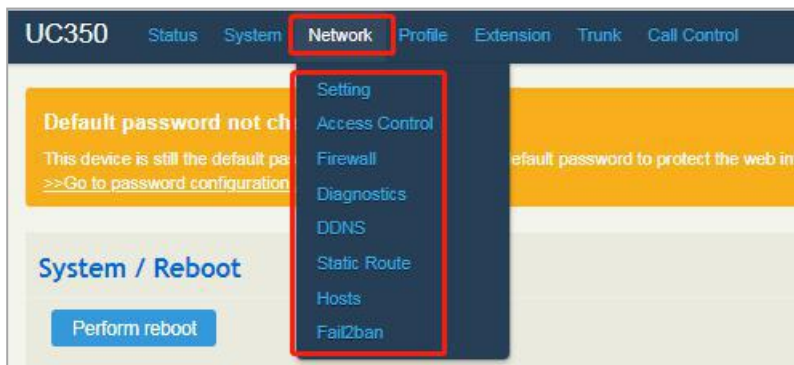 UC350 Status System Network Profile Extension Trunk Call Control
Setting
Default password not ch
Access Control
This device is still the default pa
Firewall
efault password to protect the web in
>>Go to password configuration
Diagnostics
DDNS
System / Reboot
Static Route
Hosts
Perform reboot
Fail2ban